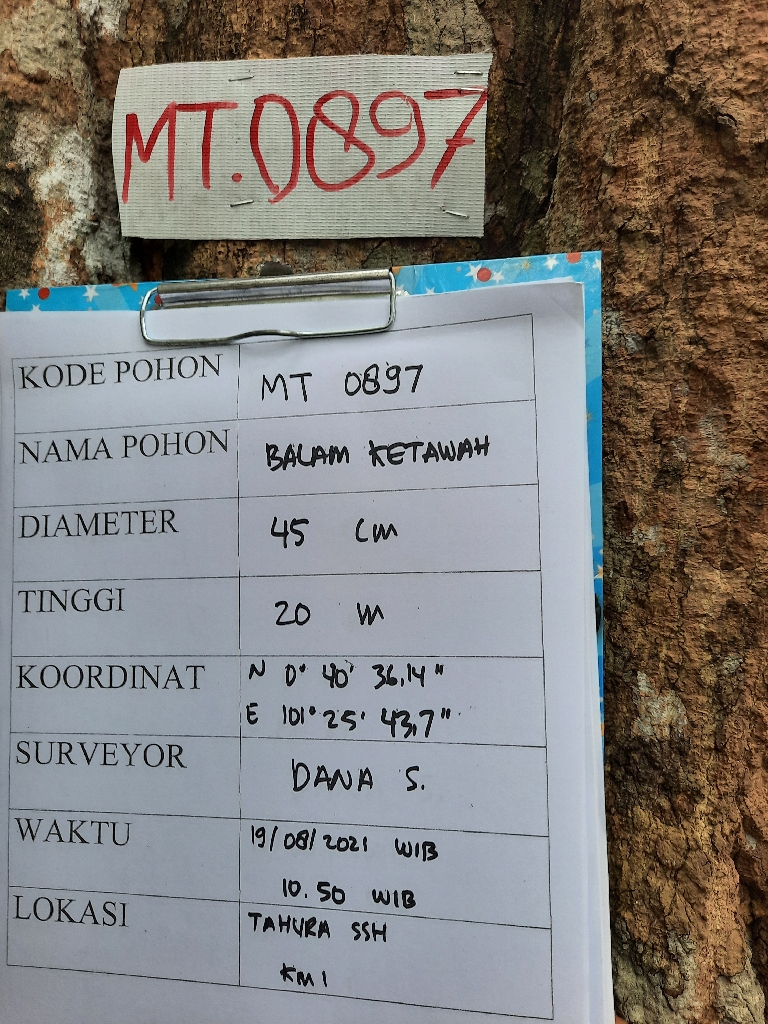 MT.0897
KODE POHON MT 0897
NAMA POHON BALAM KETAWAH
DIAMETER 45 cm
TINGGI 20 m
KOORDINAT N 0° 40' 36,14"
E 101° 25' 43,7"
SURVEYOR DANA S.
WAKTU 19/08/2021 WIB
10.50 WIB
LOKASI TAHURA SSH
KM 1